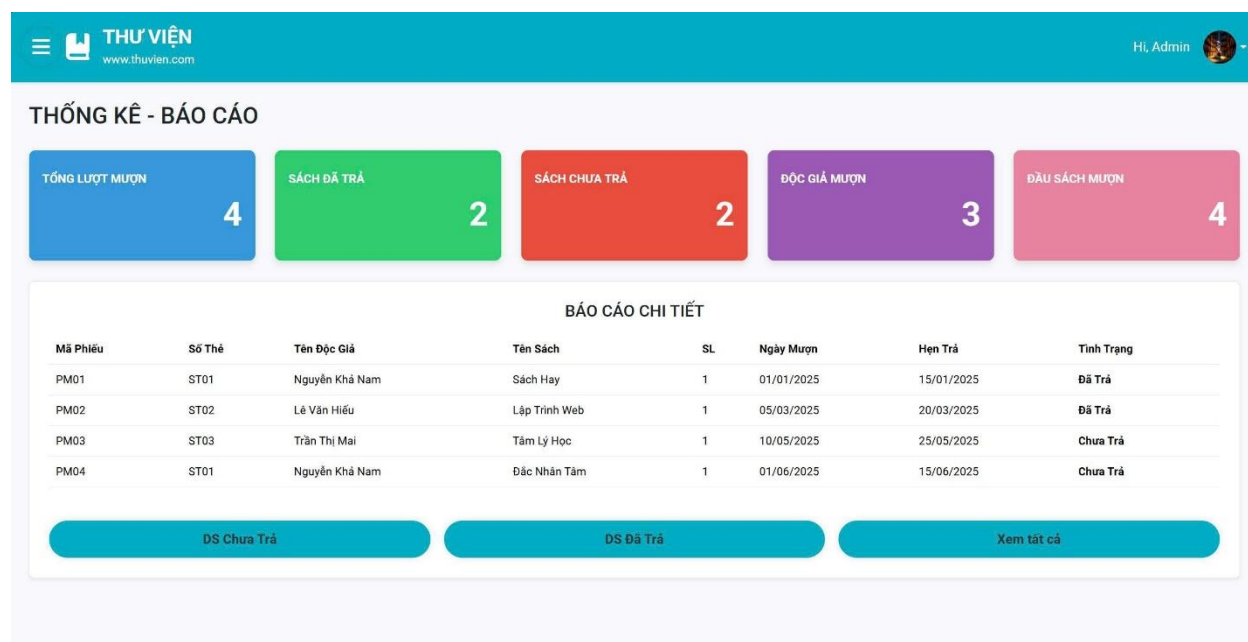 THƯ VIỆN
www.thuvien.com
Hi, Admin
THỐNG KÊ - BÁO CÁO
TỔNG LƯỢT MƯỢN
4
SÁCH ĐÃ TRẢ
2
SÁCH CHƯA TRẢ
2
ĐỘC GIẢ MƯỢN
3
ĐẦU SÁCH MƯỢN
4
BÁO CÁO CHI TIẾT
Mã Phiếu Số Thẻ Tên Độc Giả Tên Sách SL Ngày Mượn Hẹn Trả Tình Trạng
PM01 ST01 Nguyễn Khả Nam Sách Hay 1 01/01/2025 15/01/2025 Đã Trả
PM02 ST02 Lê Văn Hiếu Lập Trình Web 1 05/03/2025 20/03/2025 Đã Trả
PM03 ST03 Trần Thị Mai Tâm Lý Học 1 10/05/2025 25/05/2025 Chưa Trả
PM04 ST01 Nguyễn Khả Nam Đắc Nhân Tâm 1 01/06/2025 15/06/2025 Chưa Trả
DS Chưa Trả DS Đã Trả Xem tất cả